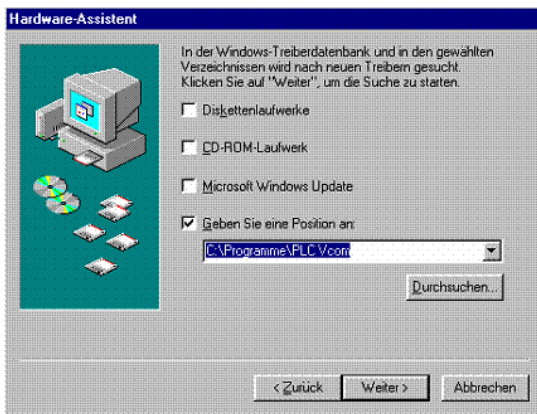 Hardware-Assistent
In der Windows-Treiberdatenbank und in den gewählten
Verzeichnissen wird nach neuen Treibern gesucht.
Klicken Sie auf "Weiter", um die Suche zu starten.
Diskettenlaufwerke
CD-ROM-Laufwerk
Microsoft Windows Update
Geben Sie eine Position an:
C:\Programme\PLC Vcom
Durchsuchen...
< Zurück
Weiter >
Abbrechen